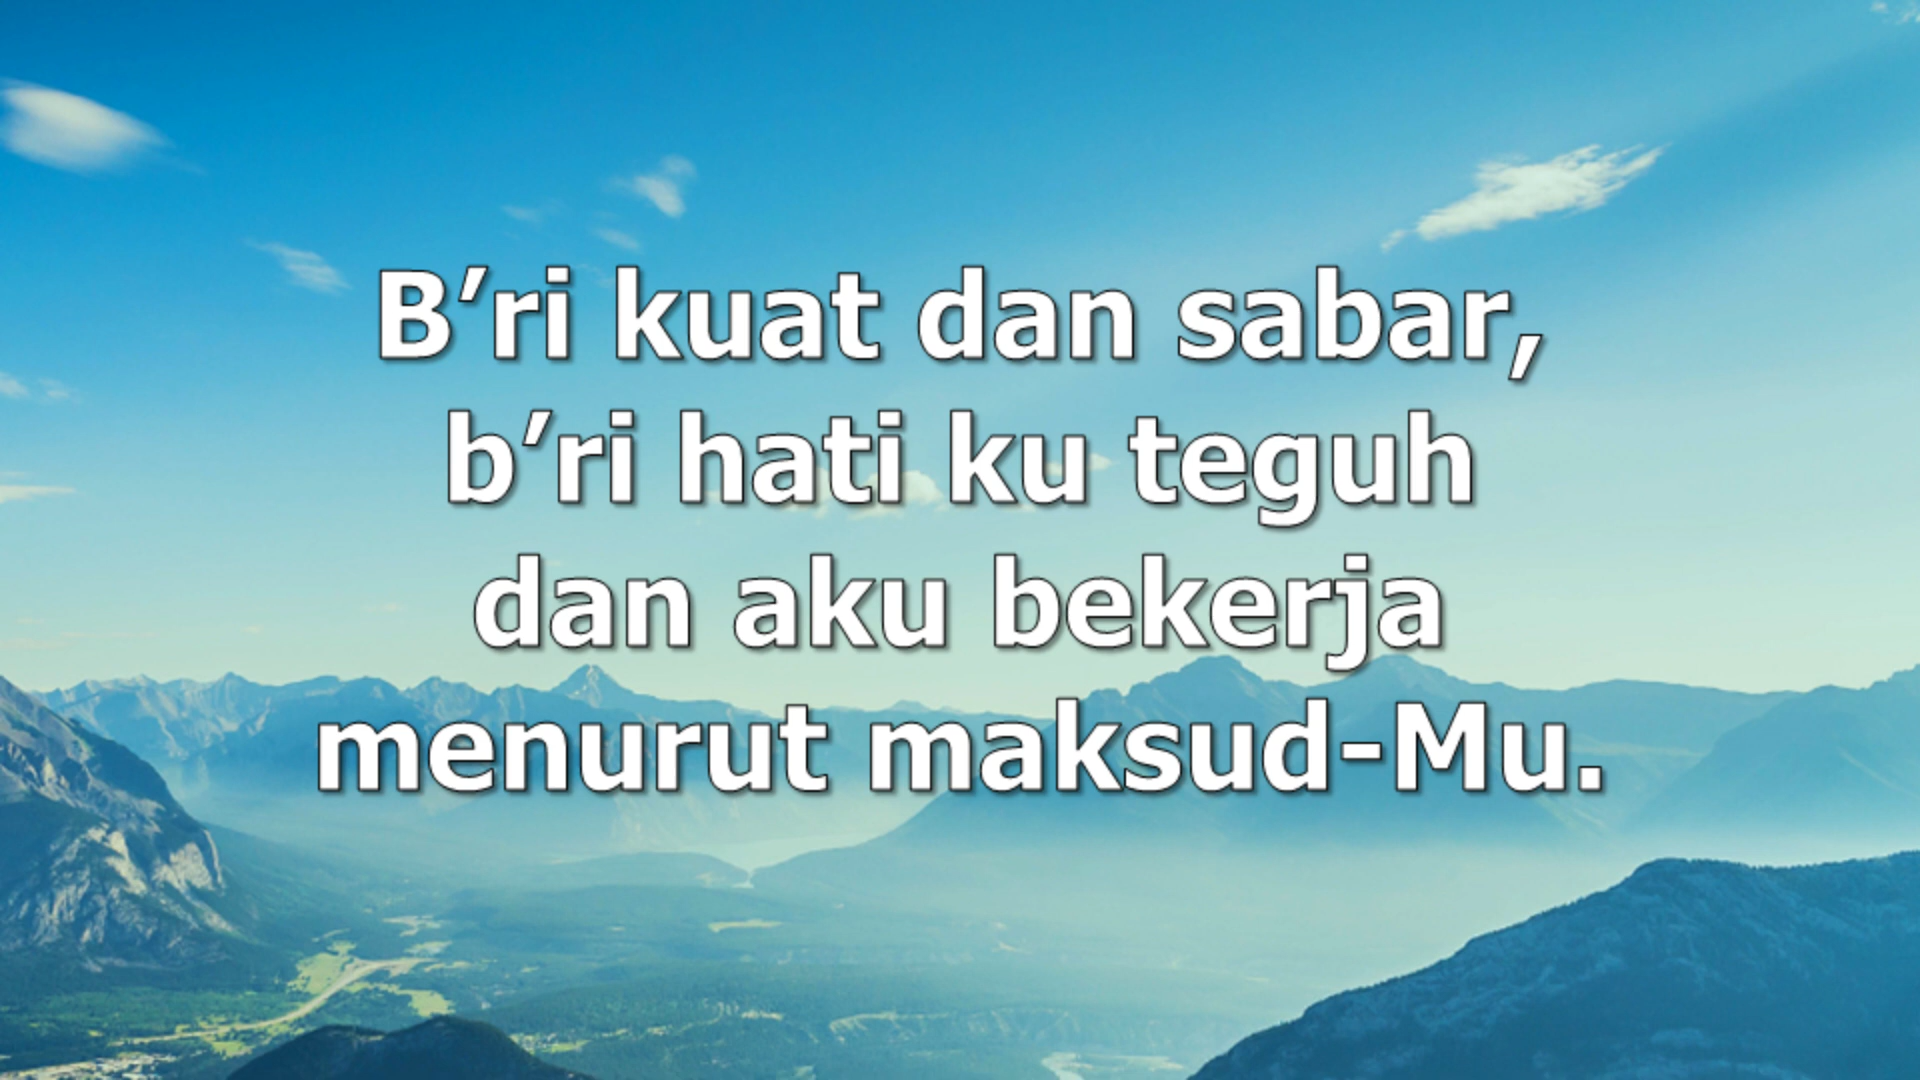 B’ri kuat dan sabar,
b’ri hati ku teguh
dan aku bekerja
menurut maksud-Mu.